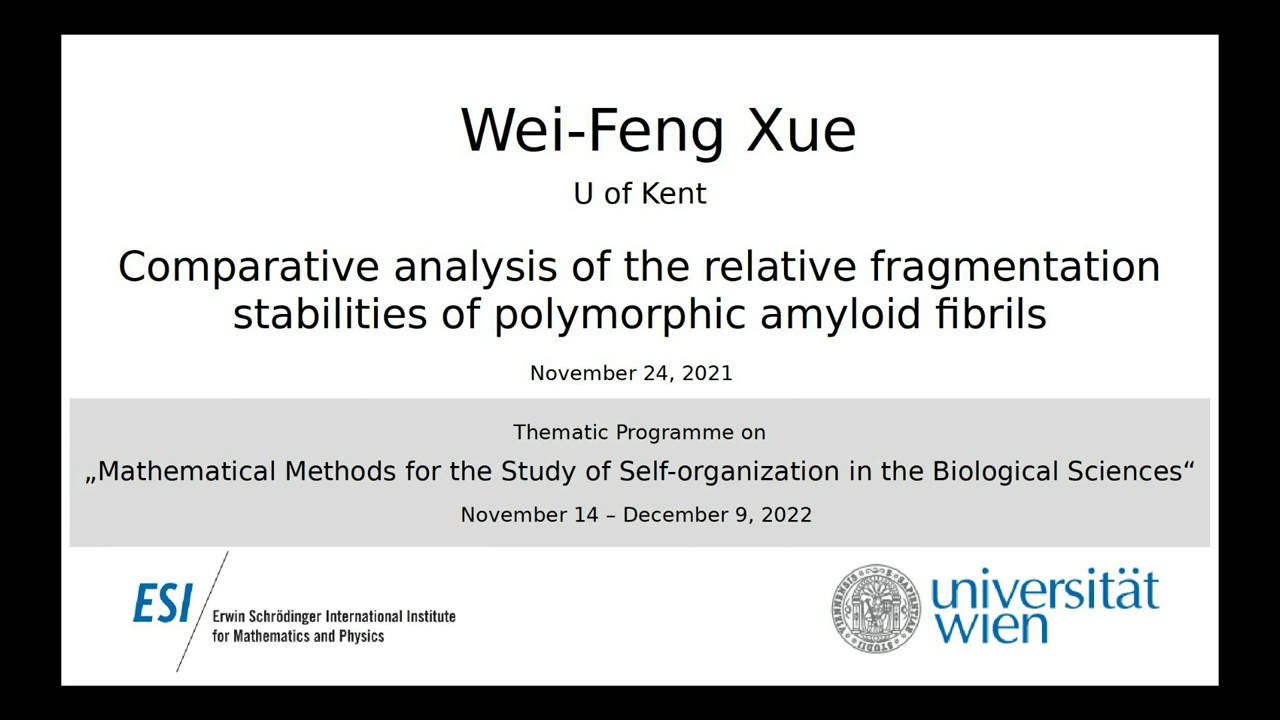 Wei-Feng Xue
U of Kent
Comparative analysis of the relative fragmentation
stabilities of polymorphic amyloid fibrils
November 24, 2021
Thematic Programme on
„Mathematical Methods for the Study of Self-organization in the Biological Sciences“
November 14 – December 9, 2022
ESI
Erwin Schrödinger International Institute
for Mathematics and Physics
universität
wien